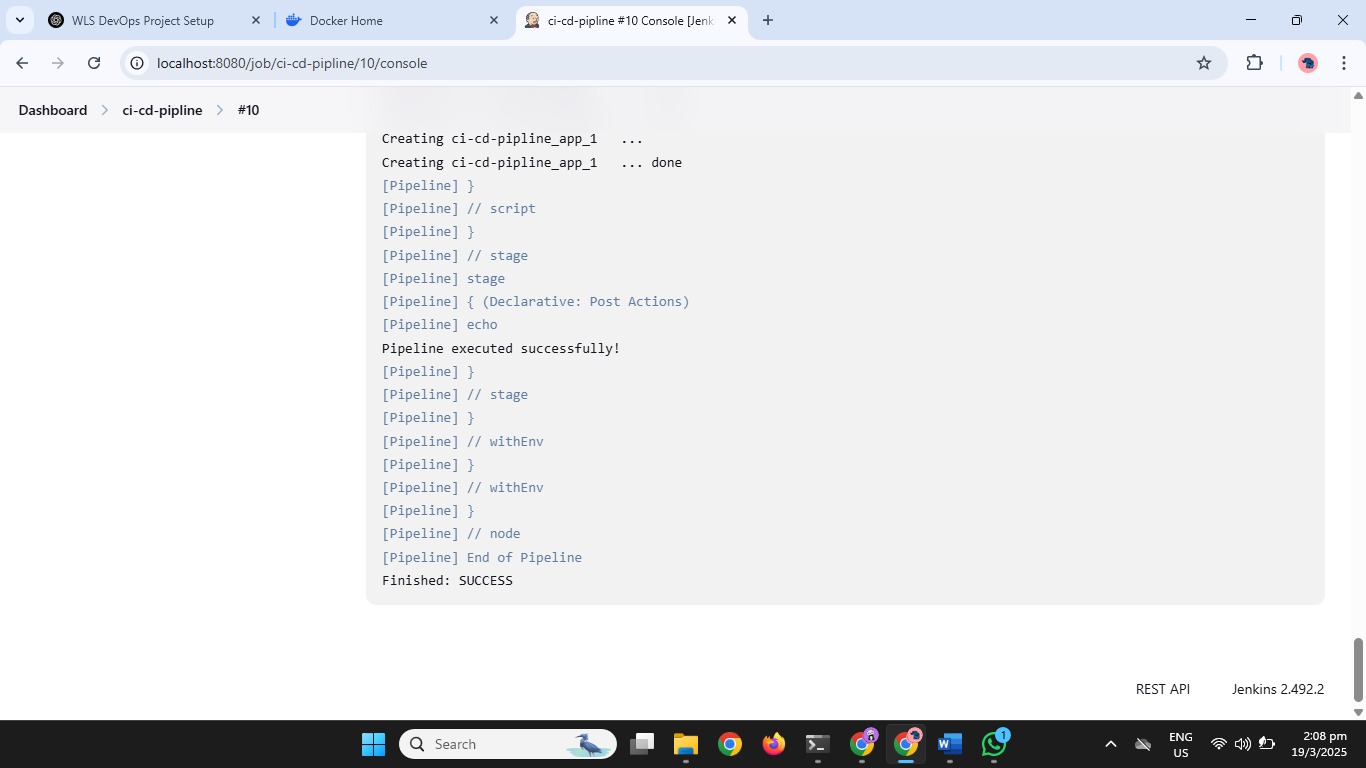 WLS DevOps Project Setup
Docker Home
ci-cd-pipline #10 Console [Jenk
localhost:8080/job/ci-cd-pipline/10/console
Dashboard
ci-cd-pipline
#10
Creating ci-cd-pipline_app_1 ...
Creating ci-cd-pipline_app_1 ... done
[Pipeline] }
[Pipeline] // script
[Pipeline] }
[Pipeline] // stage
[Pipeline] stage
[Pipeline] { (Declarative: Post Actions)
[Pipeline] echo
Pipeline executed successfully!
[Pipeline] }
[Pipeline] // stage
[Pipeline] }
[Pipeline] // withEnv
[Pipeline] }
[Pipeline] // withEnv
[Pipeline] }
[Pipeline] // node
[Pipeline] End of Pipeline
Finished: SUCCESS
REST API
Jenkins 2.492.2
Search
1
ENG
US
2:08 pm
19/3/2025